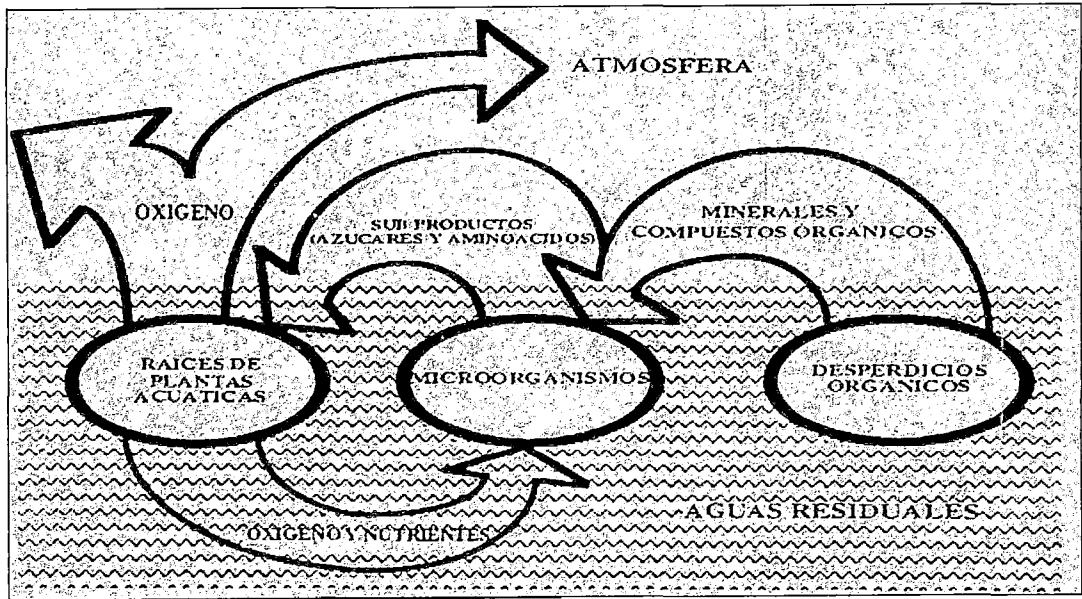 ATMOSFERA
OXIGENO
SUB PRODUCTOS
(AZUCARES Y AMINOACIDOS)
MINERALES Y
COMPUESTOS ORGANICOS
RAICES DE
PLANTAS
ACUATICAS
MICROORGANISMOS
DESPERDICIOS
ORGANICOS
AGUAS RESIDUALES
OXIGENO Y NUTRIENTES